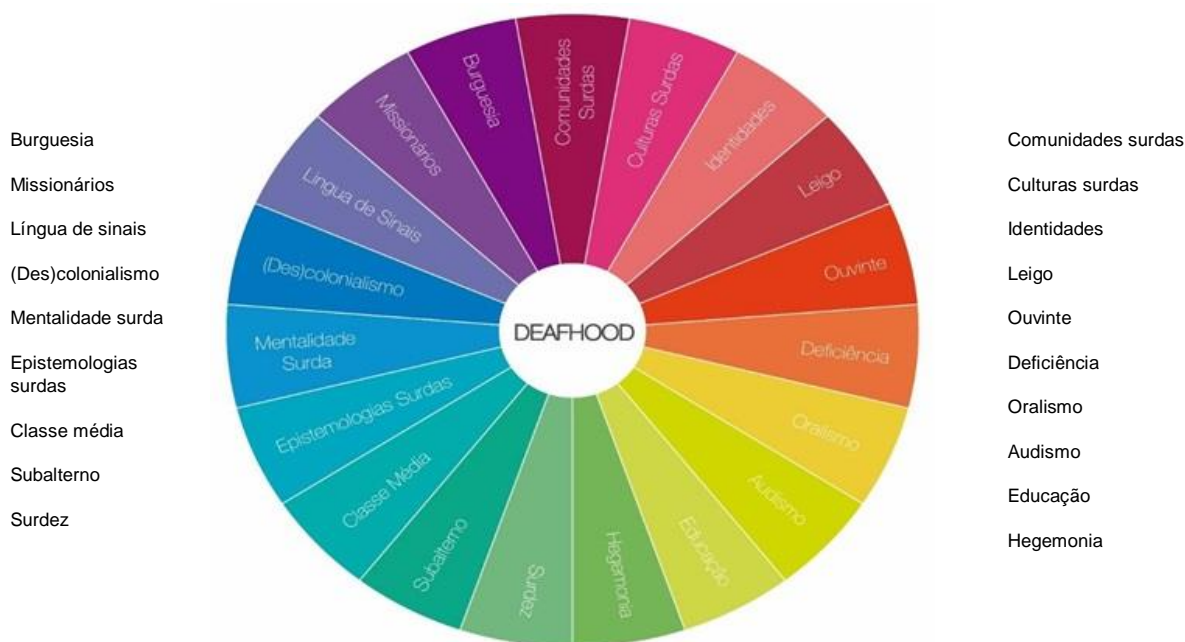 Burguesia
Missionários
Língua de sinais
(Des)colonialismo
Mentalidade surda
Epistemologias
surdas
Classe média
Subalterno
Surdez
Comunidades
Surdas
Culturas Surdas
Identidades
Leigo
Ouvinte
Deficiência
Oralismo
Audismo
Educação
Hegemonia
Surdez
Subalterno
Classe Média
Epistemologias Surdas
Mentalidade
Surda
(Des)colonialismo
Lingua de Sinais
Missionários
Burguesia
DEAFHOOD
Comunidades surdas
Culturas surdas
Identidades
Leigo
Ouvinte
Deficiência
Oralismo
Audismo
Educação
Hegemonia